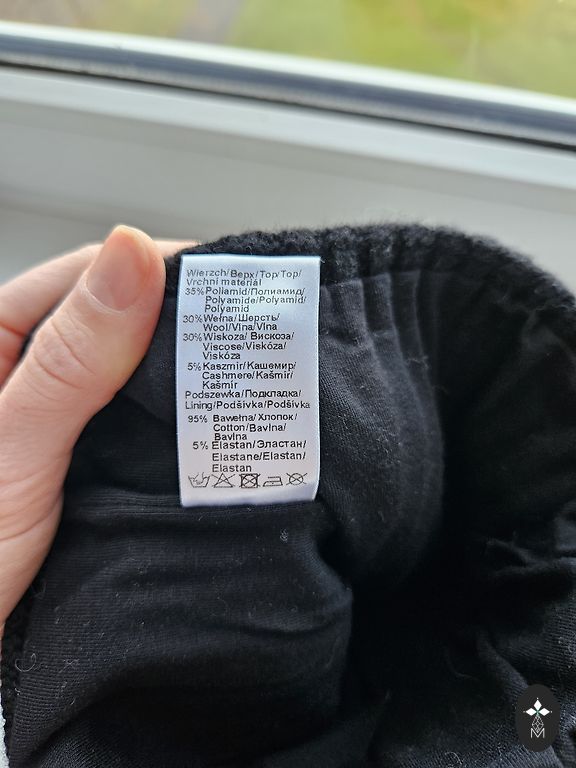 Wierzch/Верх/Top/Top/
Vrchní materiál
35% Poliamid/Полиамид/
Polyamide/Polyamid/
Polyamid
30% Wełna/Шерсть/
Wool/Vlna/Vlna
30% Wiskoza/Вискоза/
Viscose/Viskóza/
Viskóza
5% Kaszmir/Кашемир/
Cashmere/Kašmír/
Kašmír
Podszewka/Подкладка/
Lining/Podšívka/Podšívka
95% Bawełna/Хлопок/
Cotton/Bavlna/
Bavlna
5% Elastan/Эластан/
Elastane/Elastan/
Elastan